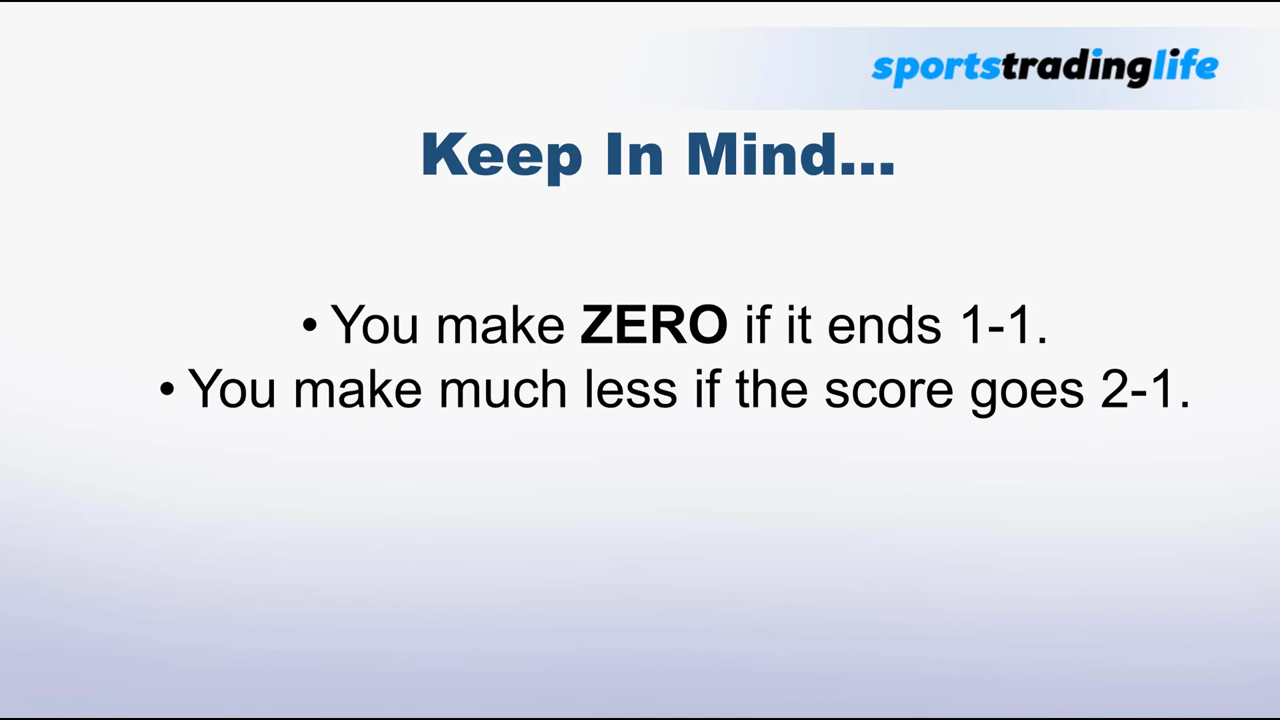 sportstradinglife
Keep In Mind...
• You make ZERO if it ends 1-1.
• You make much less if the score goes 2-1.